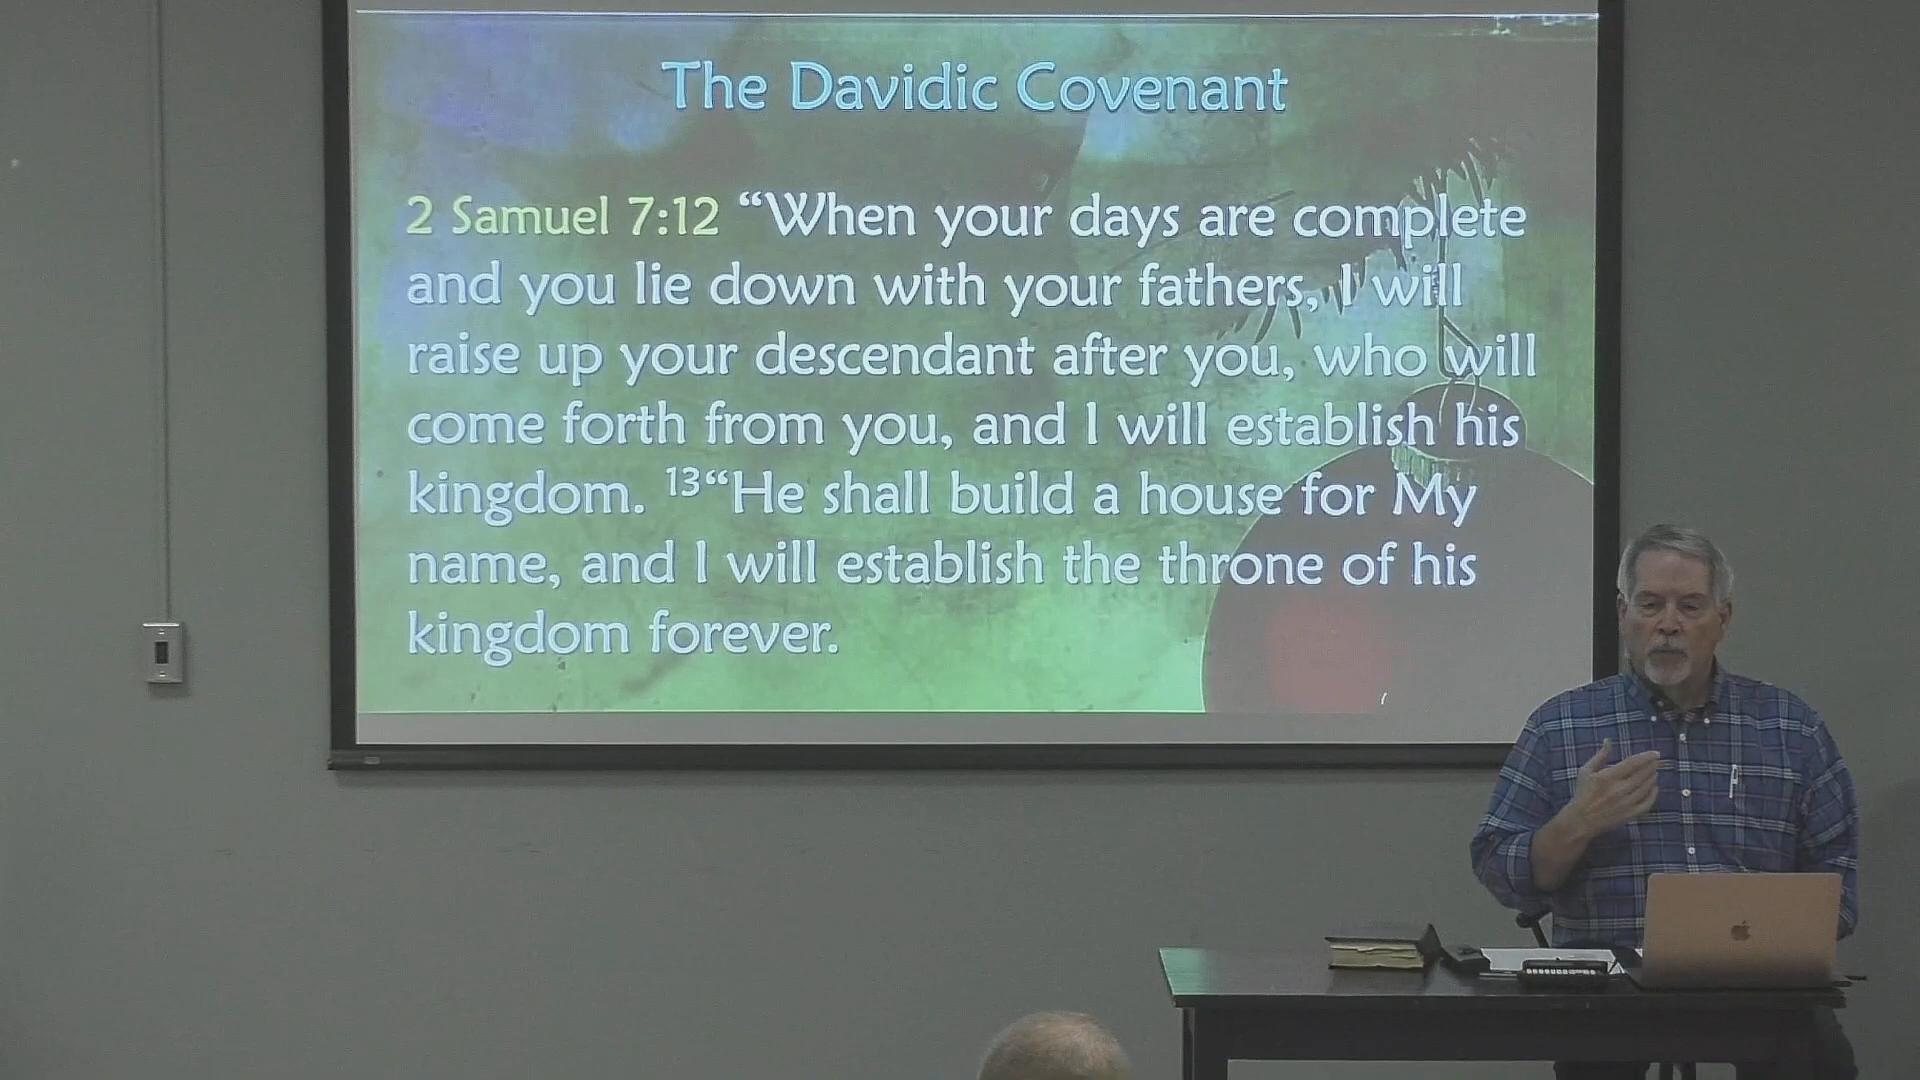 The Davidic Covenant
2 Samuel 7:12 “When your days are complete
and you lie down with your fathers, I will
raise up your descendant after you, who will
come forth from you, and I will establish his
kingdom. 13“He shall build a house for My
name, and I will establish the throne of his
kingdom forever.